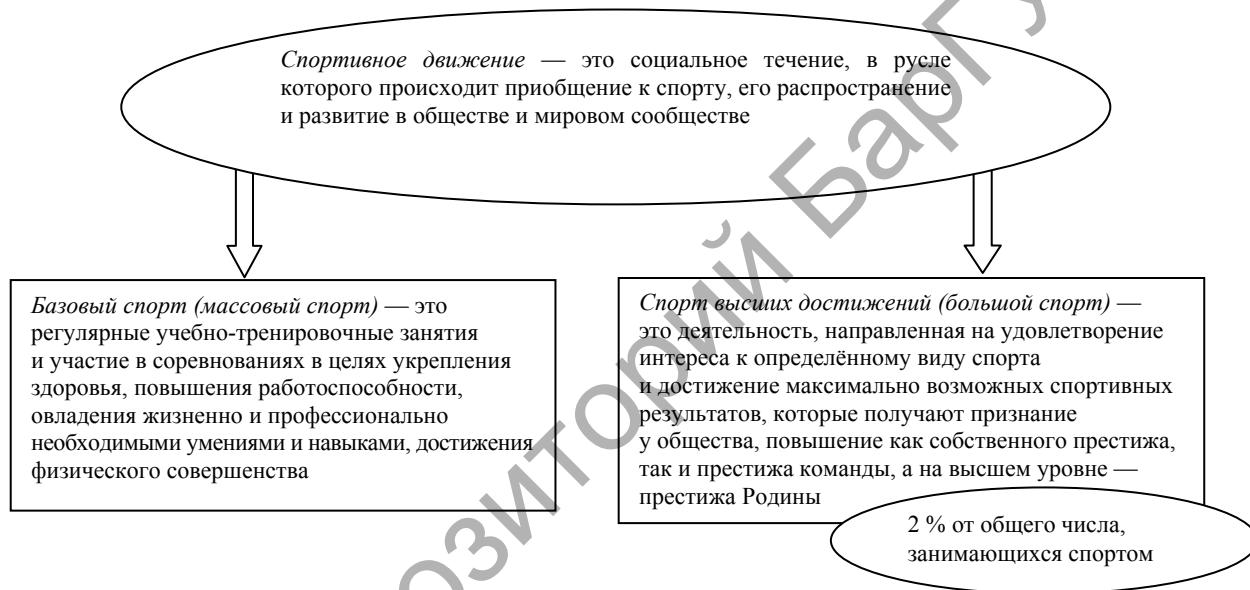 Спортивное движение — это социальное течение, в русле
которого происходит приобщение к спорту, его распространение
и развитие в обществе и мировом сообществе
Базовый спорт (массовый спорт) — это
регулярные учебно-тренировочные занятия
и участие в соревнованиях в целях укрепления
здоровья, повышения работоспособности,
овладения жизненно и профессионально
необходимыми умениями и навыками, достижения
физического совершенства
Спорт высших достижений (большой спорт) —
это деятельность, направленная на удовлетворение
интереса к определённому виду спорта
и достижение максимально возможных спортивных
результатов, которые получают признание
у общества, повышение как собственного престижа,
так и престижа команды, а на высшем уровне —
престижа Родины
2 % от общего числа,
занимающихся спортом